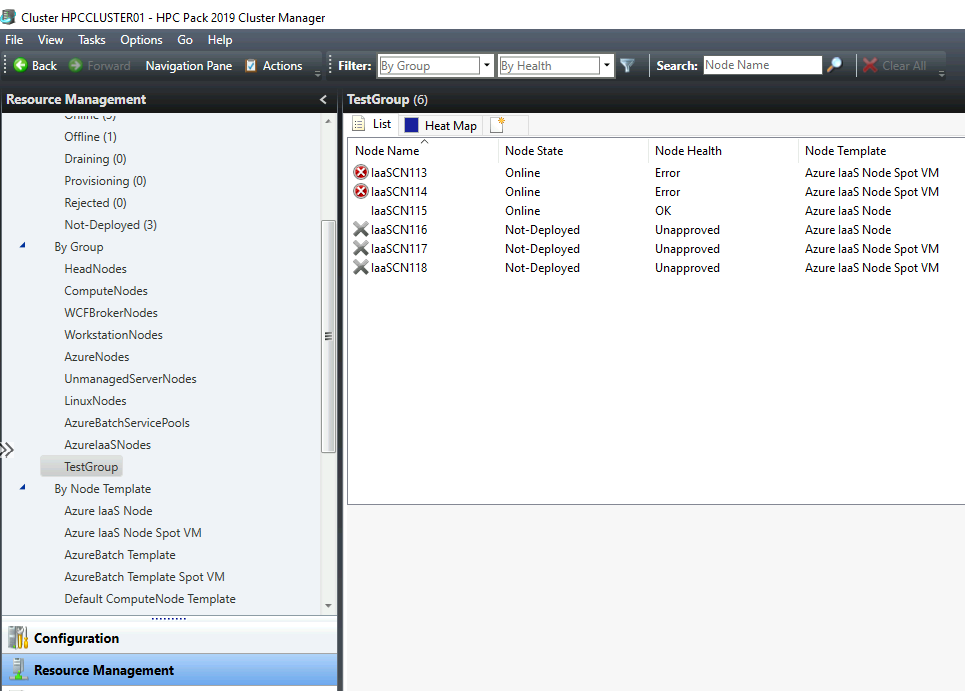 Cluster HPCCLUSTER01 - HPC Pack 2019 Cluster Manager
File View Tasks Options Go Help
Back Forward Navigation Pane Actions Filter: By Group By Health Search: Node Name Clear All
Resource Management
Online (3)
Offline (1)
Draining (0)
Provisioning (0)
Rejected (0)
Not-Deployed (3)
By Group
HeadNodes
ComputeNodes
WCFBrokerNodes
WorkstationNodes
AzureNodes
UnmanagedServerNodes
LinuxNodes
AzureBatchServicePools
AzureIaaSNodes
TestGroup
By Node Template
Azure IaaS Node
Azure IaaS Node Spot VM
AzureBatch Template
AzureBatch Template Spot VM
Default ComputeNode Template
Configuration
Resource Management
TestGroup (6)
List Heat Map
Node Name Node State Node Health Node Template
IaaSCN113 Online Error Azure IaaS Node Spot VM
IaaSCN114 Online Error Azure IaaS Node Spot VM
IaaSCN115 Online OK Azure IaaS Node
IaaSCN116 Not-Deployed Unapproved Azure IaaS Node
IaaSCN117 Not-Deployed Unapproved Azure IaaS Node Spot VM
IaaSCN118 Not-Deployed Unapproved Azure IaaS Node Spot VM